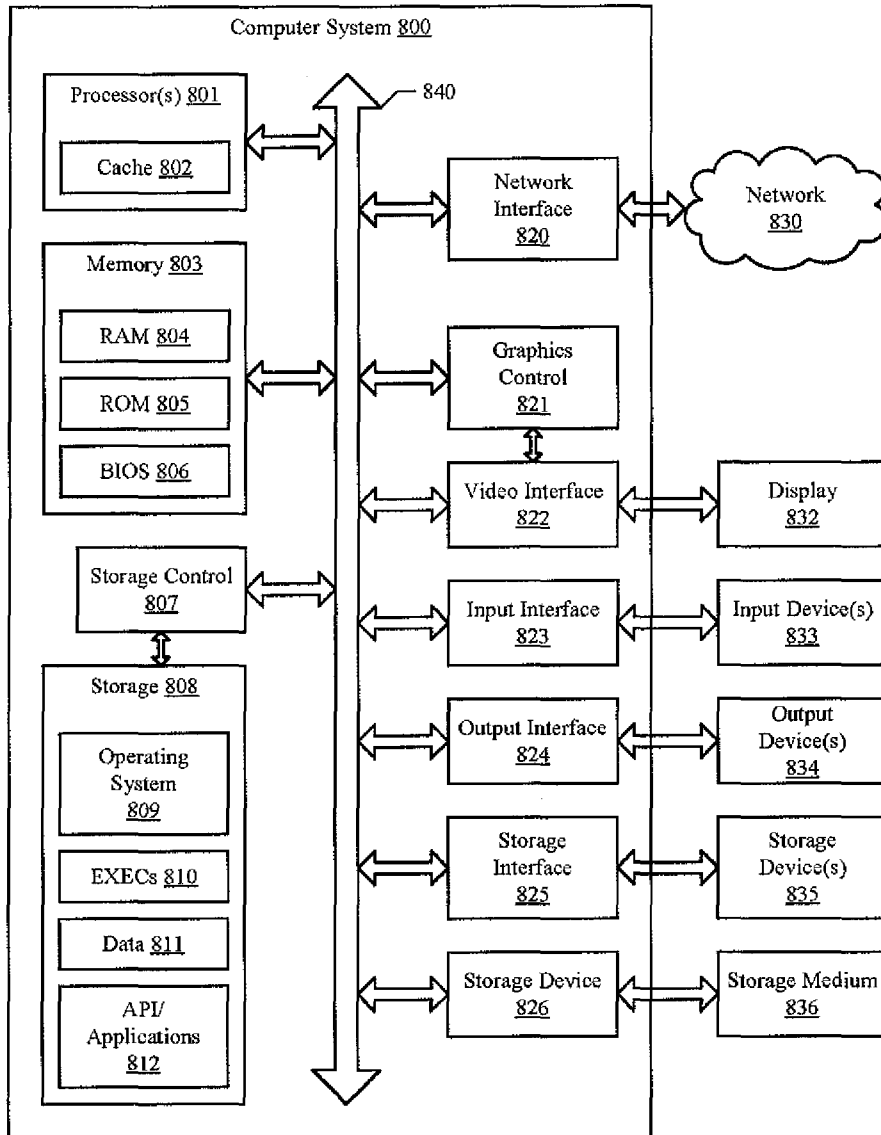 Computer System 800
Processor(s) 801
Cache 802
840
Memory 803
RAM 804
ROM 805
BIOS 806
Storage Control
807
Storage 808
Operating
System
809
EXECs 810
Data 811
API/
Applications
812
Network
Interface
820
Network
830
Graphics
Control
821
Video Interface
822
Display
832
Input Interface
823
Input Device(s)
833
Output Interface
824
Output
Device(s)
834
Storage
Interface
825
Storage
Device(s)
835
Storage Device
826
Storage Medium
836